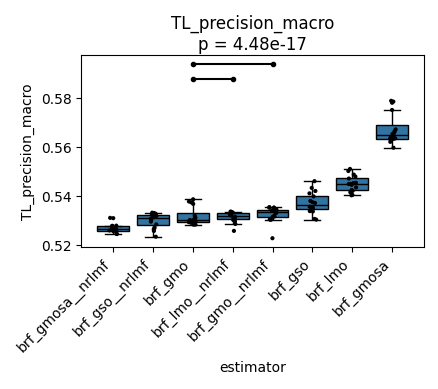 TL_precision_macro
p = 4.48e-17
TL_precision_macro
0.58
0.56
0.54
0.52
brf_gmosa__nrlmf
brf_gso__nrlmf
brf_gmo
brf_lmo__nrlmf
brf_gmo__nrlmf
brf_gso
brf_lmo
brf_gmosa
estimator